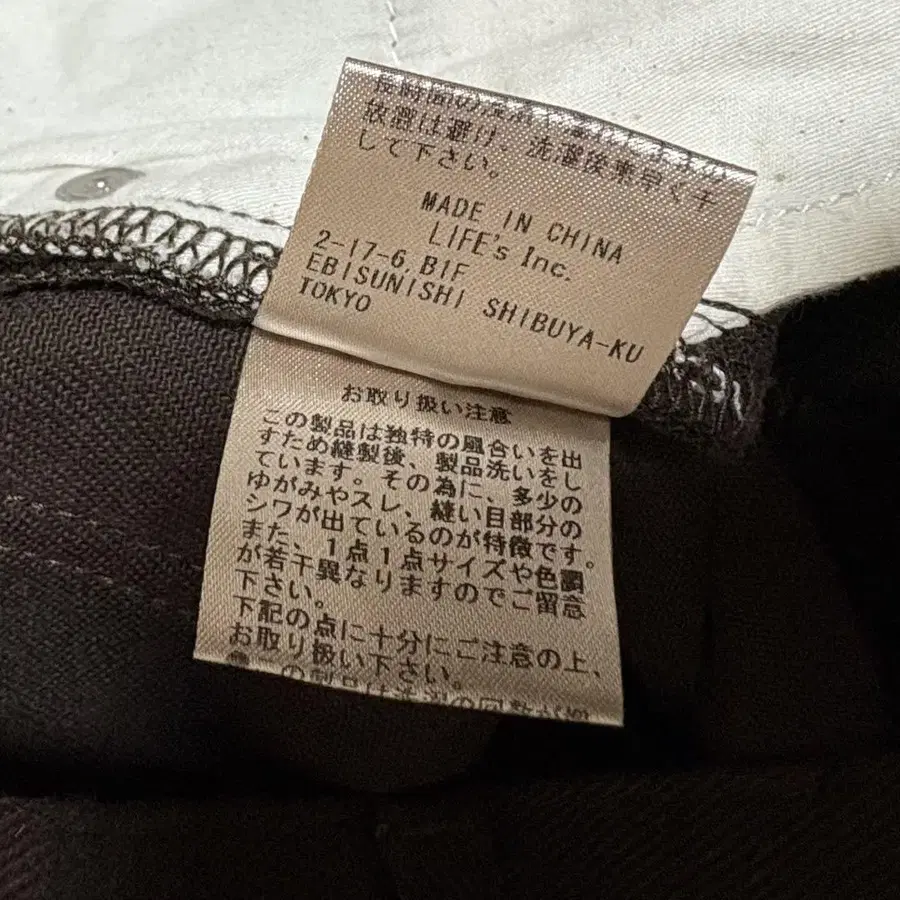 放置は避け、洗濯後素早く干
して下さい。
MADE IN CHINA
LIFE's Inc.
2-17-6,B1F
EBISUNISHI SHIBUYA-KU
TOKYO
お取り扱い注意
この製品は独特の風合いを出
すため縫製後、製品洗いをし
ています。その為に、多少の
ゆがみやスレ、縫い目部分の
シワが出ているのが特徴です。
また、1点1点サイズや色調
が若干異なりますのでご留意
下さい。
下記の点に十分にご注意の上、
お取り扱い下さい。